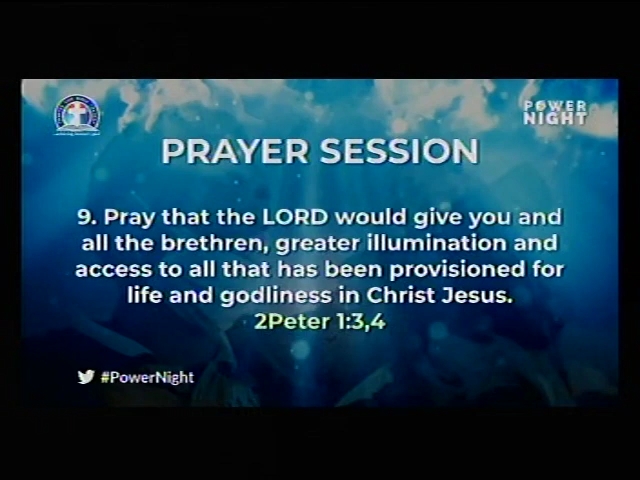 POWER
NIGHT
PRAYER SESSION
9. Pray that the LORD would give you and
all the brethren, greater illumination and
access to all that has been provisioned for
life and godliness in Christ Jesus.
2Peter 1:3,4
#PowerNight